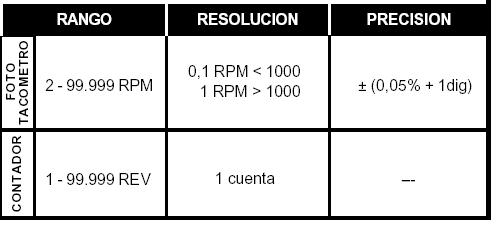 RANGO RESOLUCION PRECISION
FOTO
TACOMETRO
2 - 99.999 RPM
0,1 RPM < 1000
1 RPM > 1000
± (0,05% + 1dig)
CONTADOR
1 - 99.999 REV
1 cuenta
---